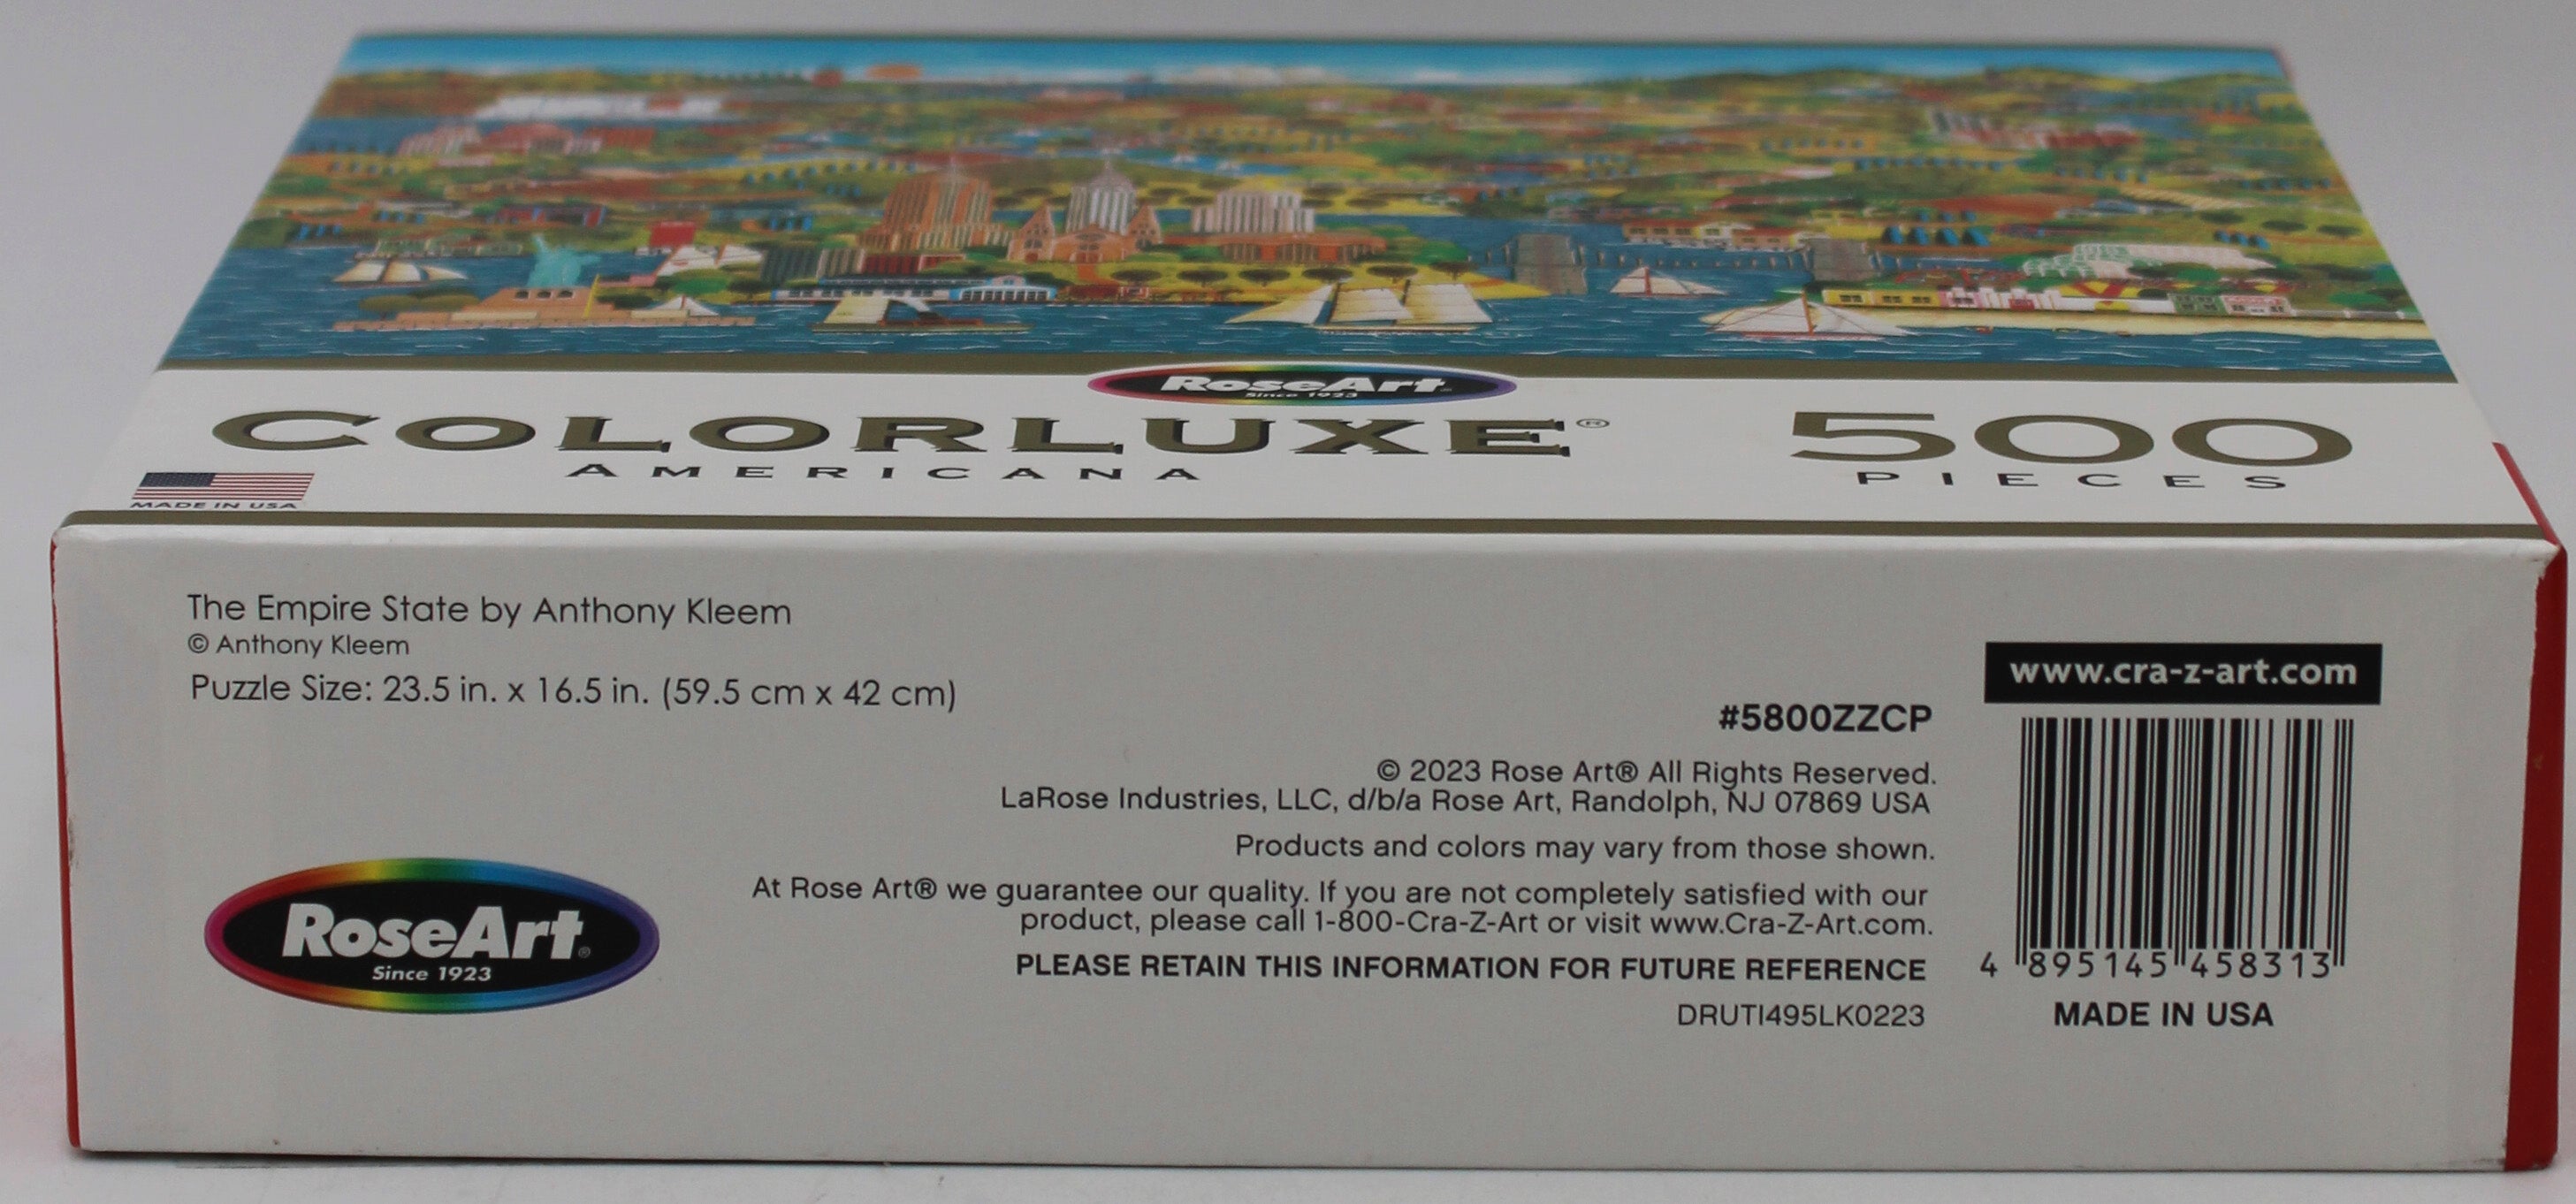 RoseArt
Since 1923
COLORLUXE®
AMERICANA
500
PIECES
MADE IN USA
The Empire State by Anthony Kleem
© Anthony Kleem
Puzzle Size: 23.5 in. x 16.5 in. (59.5 cm x 42 cm)
RoseArt®
Since 1923
#5800ZZCP
© 2023 Rose Art® All Rights Reserved.
LaRose Industries, LLC, d/b/a Rose Art, Randolph, NJ 07869 USA
Products and colors may vary from those shown.
At Rose Art® we guarantee our quality. If you are not completely satisfied with our
product, please call 1-800-Cra-Z-Art or visit www.Cra-Z-Art.com.
PLEASE RETAIN THIS INFORMATION FOR FUTURE REFERENCE
DRUTI495LK0223
www.cra-z-art.com
4 895145 458313
MADE IN USA